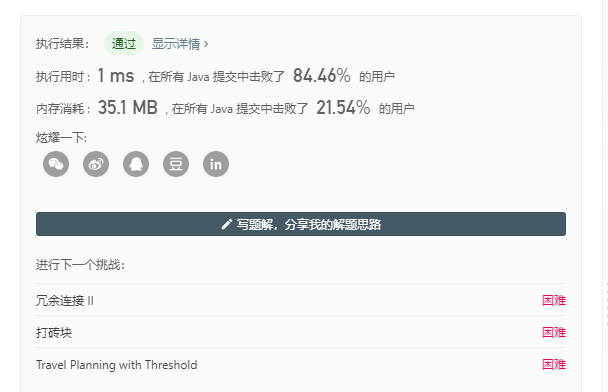 执行结果： 通过 显示详情 ›
执行用时 : 1 ms , 在所有 Java 提交中击败了 84.46% 的用户
内存消耗 : 35.1 MB , 在所有 Java 提交中击败了 21.54% 的用户
炫耀一下:
豆 in
写题解，分享我的解题思路
进行下一个挑战：
冗余连接 II 困难
打砖块 困难
Travel Planning with Threshold 困难